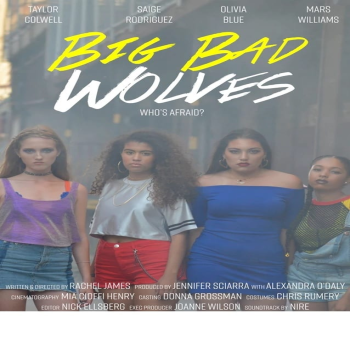 TAYLOR COLWELL
SAIGE RODRIGUEZ
OLIVIA BLUE
MARS WILLIAMS
BIG BAD
WOLVES
WHO'S AFRAID?
WRITTEN & DIRECTED BY RACHEL JAMES PRODUCED BY JENNIFER SCIARRA WITH ALEXANDRA O'DALY
CINEMATOGRAPHY MIA CIOFFI HENRY CASTING DONNA GROSSMAN COSTUMES CHRIS RUMERY
EDITOR NICK ELLSBERG EXEC PRODUCER JOANNE WILSON SOUNDTRACK BY NIRE